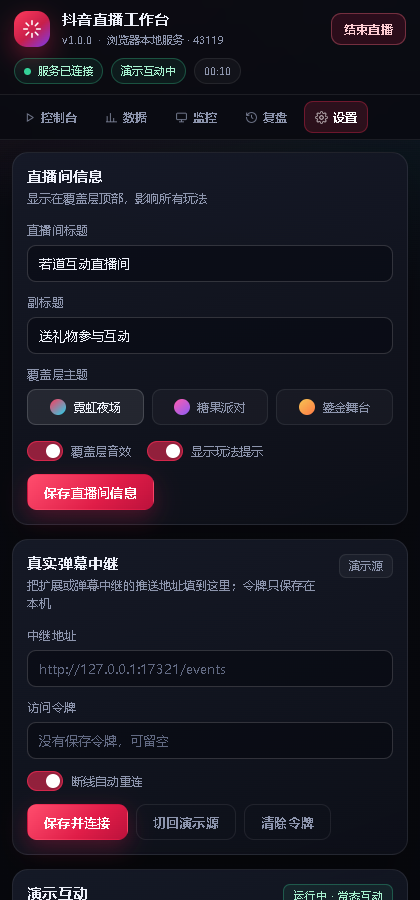 抖音直播工作台
v1.0.0 · 浏览器本地服务 · 43119
结束直播
服务已连接
演示互动中
00:10
控制台
数据
监控
复盘
设置
直播间信息
显示在覆盖层顶部，影响所有玩法
直播间标题
若道互动直播间
副标题
送礼物参与互动
覆盖层主题
霓虹夜场
糖果派对
鎏金舞台
覆盖层音效
显示玩法提示
保存直播间信息
真实弹幕中继
演示源
把扩展或弹幕中继的推送地址填到这里；令牌只保存在
本机
中继地址
http://127.0.0.1:17321/events
访问令牌
没有保存令牌，可留空
断线自动重连
保存并连接
切回演示源
清除令牌
演示互动
运行中 · 常态互动